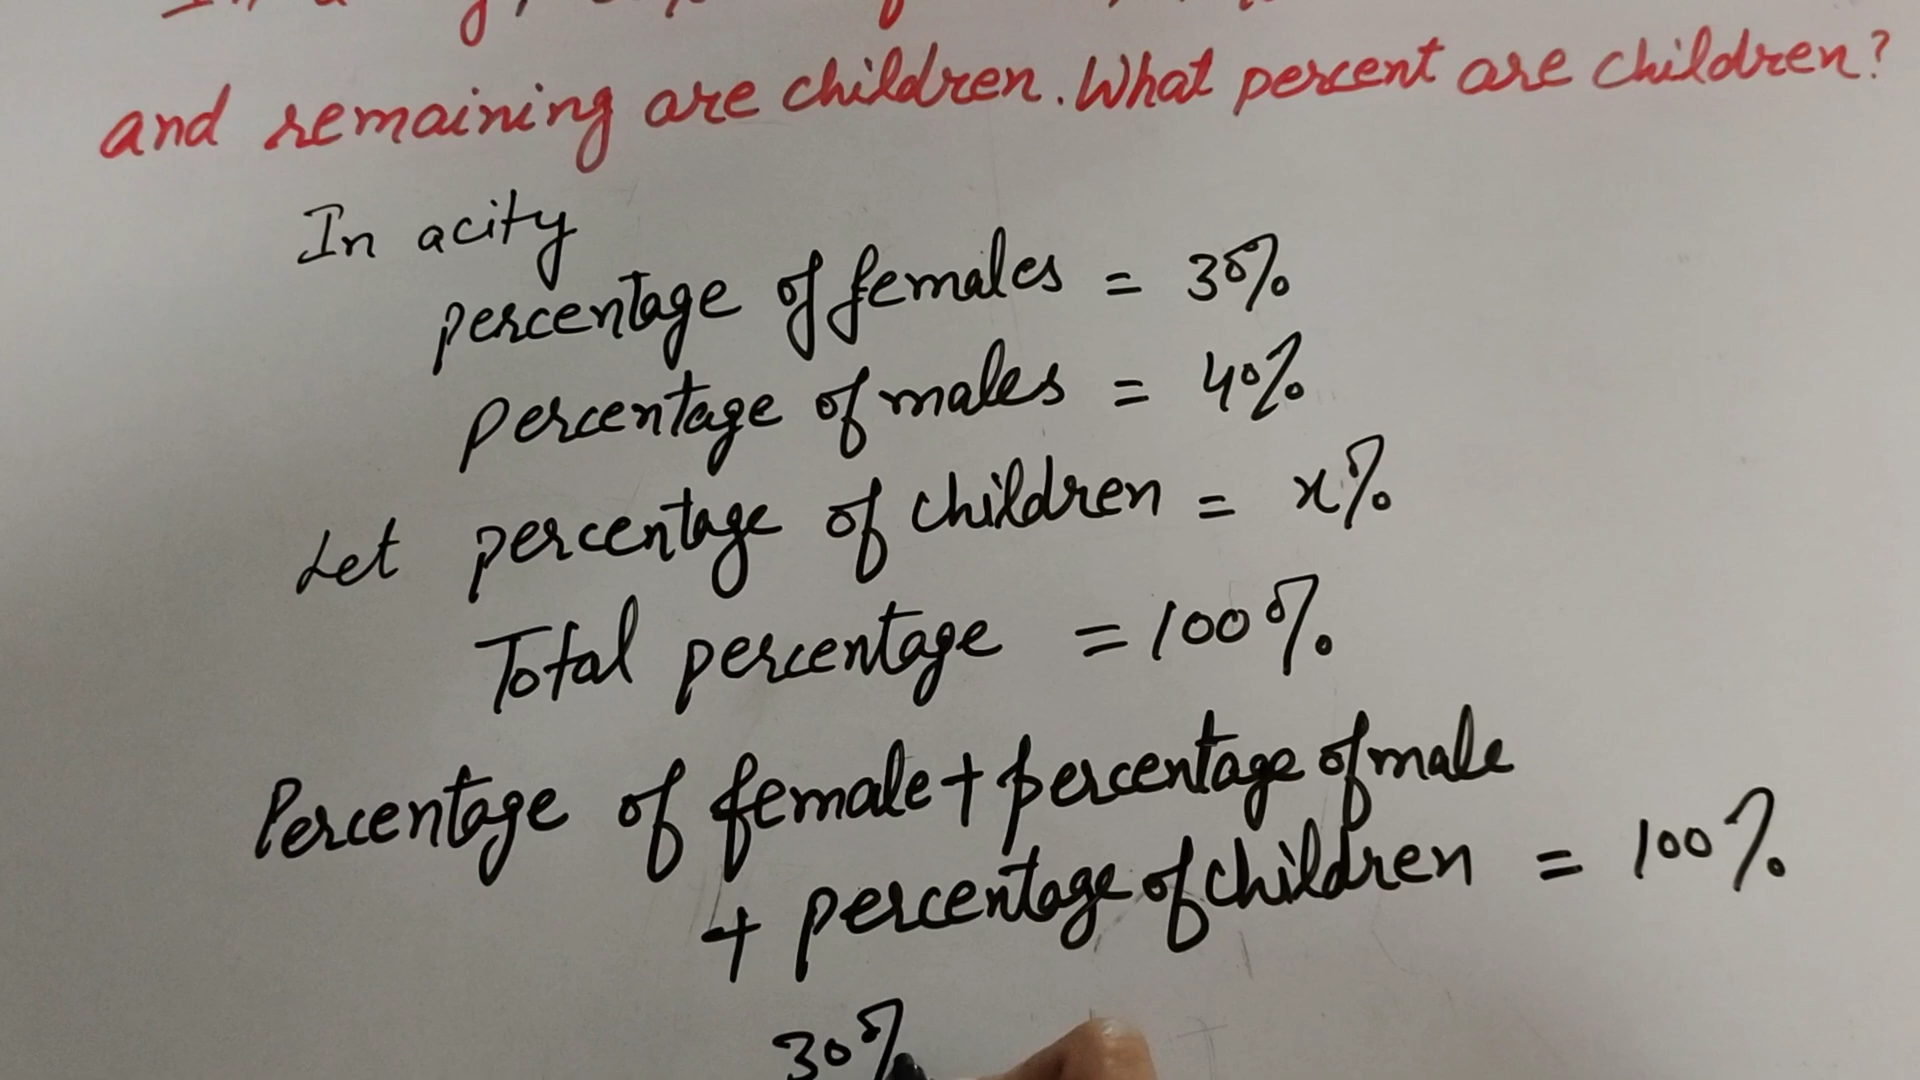 and remaining are children. What percent are children?
In a city
percentage of females = 30%
percentage of males = 40%
Let percentage of children = x%
Total percentage = 100%
Percentage of female + percentage of male
+ percentage of children = 100%
30%